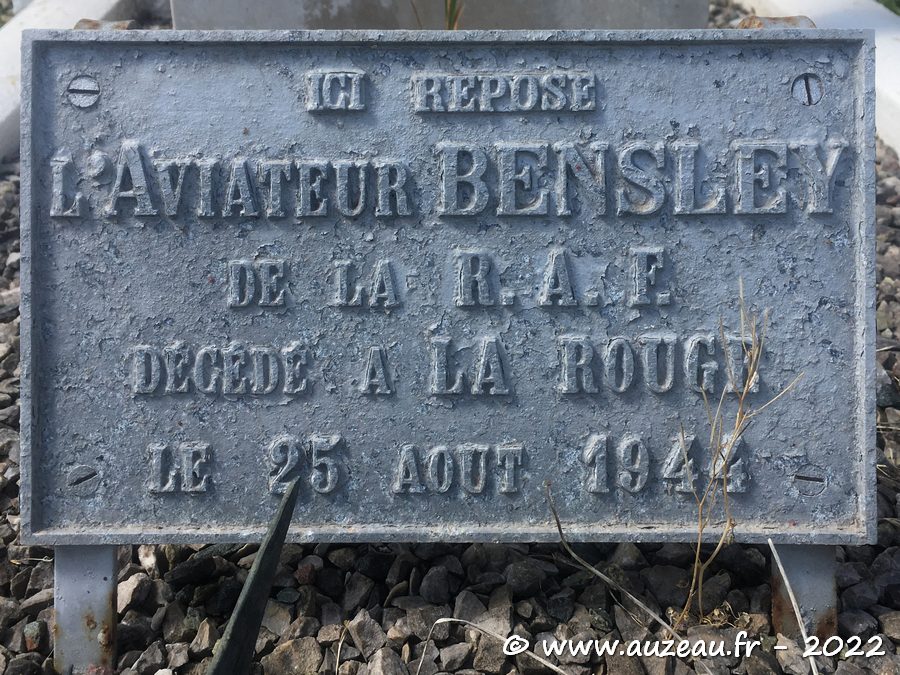 ICI REPOSE
L'AVIATEUR BENSLEY
DE LA R.A.F.
DÉCÉDÉ A LA ROUGE
LE 25 AOUT 1944
© www.auzeau.fr - 2022